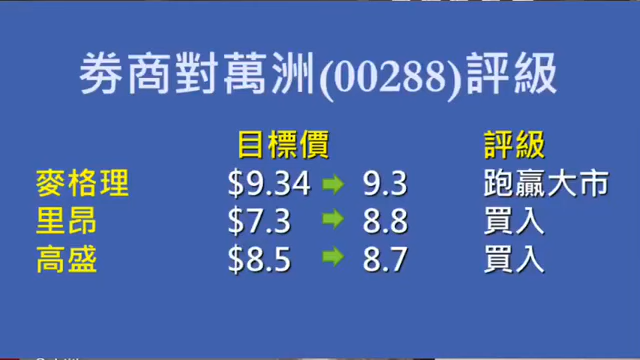 券商對萬洲(00288)評級
目標價 評級
麥格理 $9.34 9.3 跑贏大市
里昂 $7.3 8.8 買入
高盛 $8.5 8.7 買入